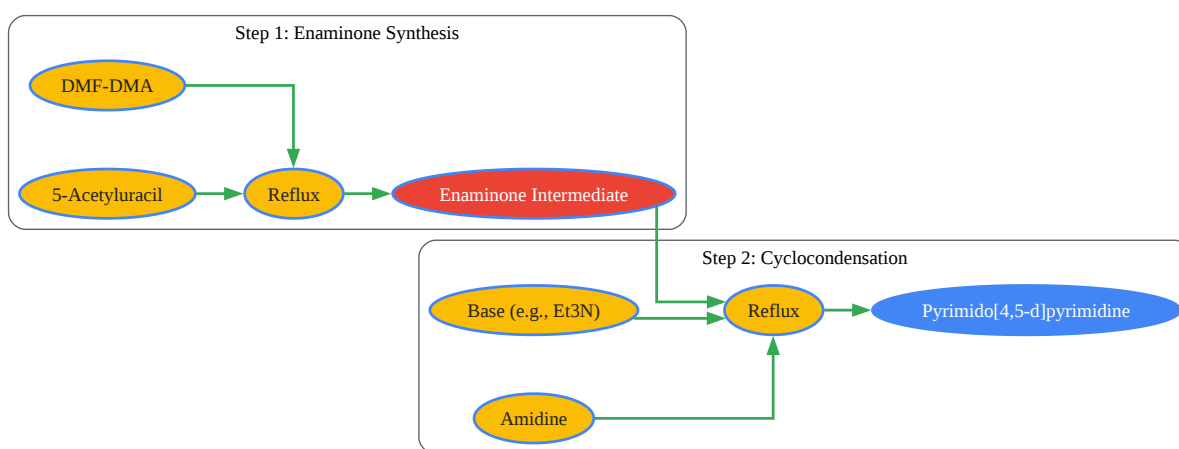 Step 1: Enaminone Synthesis
DMF-DMA
5-Acetyluracil
Reflux
Enaminone Intermediate
Step 2: Cyclocondensation
Base (e.g., Et3N)
Reflux
Pyrimido[4,5-d]pyrimidine
Amidine